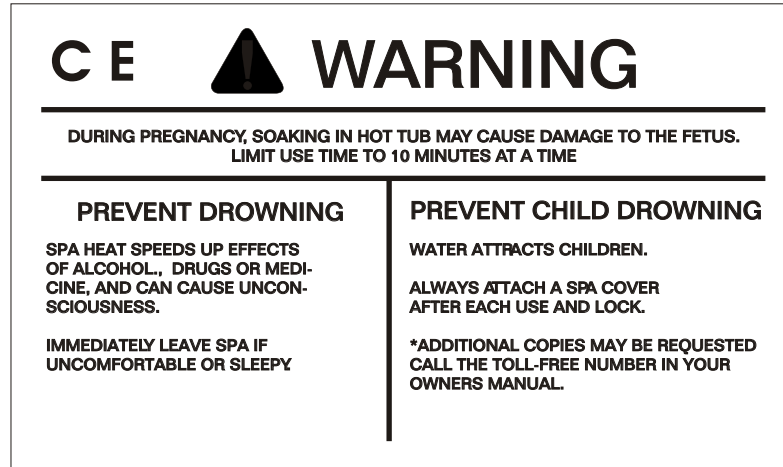 CE WARNING
DURING PREGNANCY, SOAKING IN HOT TUB MAY CAUSE DAMAGE TO THE FETUS.
LIMIT USE TIME TO 10 MINUTES AT A TIME
PREVENT DROWNING
SPA HEAT SPEEDS UP EFFECTS
OF ALCOHOL., DRUGS OR MEDI-
CINE, AND CAN CAUSE UNCON-
SCIOUSNESS.
IMMEDIATELY LEAVE SPA IF
UNCOMFORTABLE OR SLEEPY.
PREVENT CHILD DROWNING
WATER ATTRACTS CHILDREN.
ALWAYS ATTACH A SPA COVER
AFTER EACH USE AND LOCK.
*ADDITIONAL COPIES MAY BE REQUESTED
CALL THE TOLL-FREE NUMBER IN YOUR
OWNERS MANUAL.